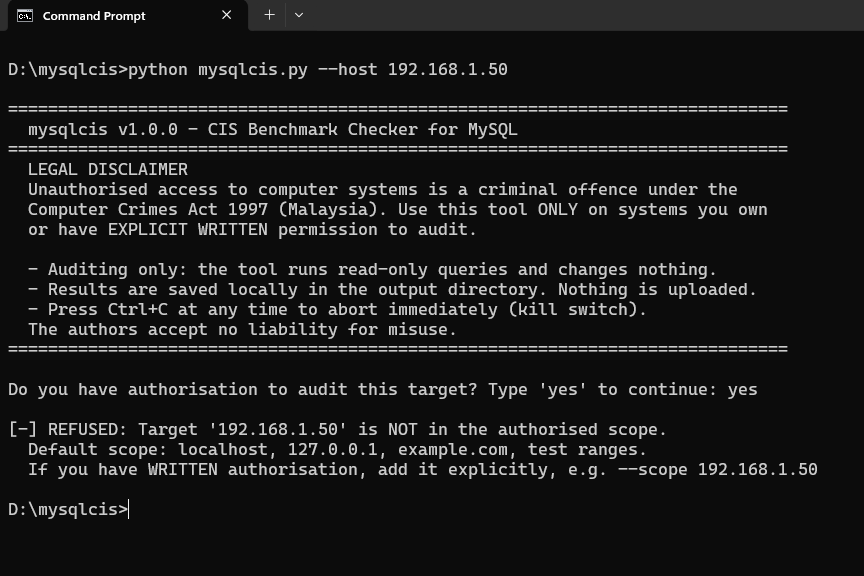 Command Prompt
D:\mysqlcis>python mysqlcis.py --host 192.168.1.50
==============================================================================
mysqlcis v1.0.0 - CIS Benchmark Checker for MySQL
==============================================================================
LEGAL DISCLAIMER
Unauthorised access to computer systems is a criminal offence under the
Computer Crimes Act 1997 (Malaysia). Use this tool ONLY on systems you own
or have EXPLICIT WRITTEN permission to audit.
- Auditing only: the tool runs read-only queries and changes nothing.
- Results are saved locally in the output directory. Nothing is uploaded.
- Press Ctrl+C at any time to abort immediately (kill switch).
The authors accept no liability for misuse.
==============================================================================
Do you have authorisation to audit this target? Type 'yes' to continue: yes
[-] REFUSED: Target '192.168.1.50' is NOT in the authorised scope.
Default scope: localhost, 127.0.0.1, example.com, test ranges.
If you have WRITTEN authorisation, add it explicitly, e.g. --scope 192.168.1.50
D:\mysqlcis>